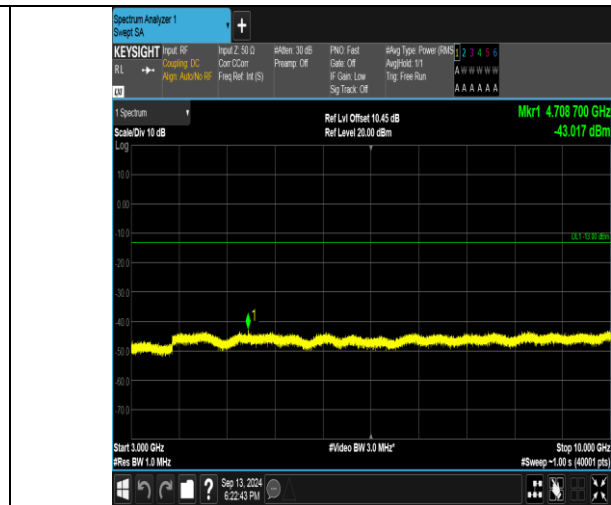 Spectrum Analyzer 1
Swept SA
+
KEYSIGHT Input: RF Input Z: 50 Ω #Atten: 30 dB PNO: Fast #Avg Type: Power (RMS 1 2 3 4 5 6
RL Coupling: DC Corr CCorr Preamp: Off Gate: Off Avg|Hold: 1/1 A W W W W W
Align: Auto/No RF Freq Ref: Int (S) IF Gain: Low Trig: Free Run
LXI Sig Track: Off A A A A A A
1 Spectrum Ref Lvl Offset 10.45 dB Mkr1 4.708 700 GHz
Scale/Div 10 dB Ref Level 20.00 dBm -43.017 dBm
Log
10.0
0.00
-10.0
DL1 -13.00 dBm
-20.0
-30.0
-40.0
1
-50.0
-60.0
-70.0
Start 3.000 GHz #Video BW 3.0 MHz* Stop 10.000 GHz
#Res BW 1.0 MHz #Sweep ~1.00 s (40001 pts)
? Sep 13, 2024
6:22:43 PM